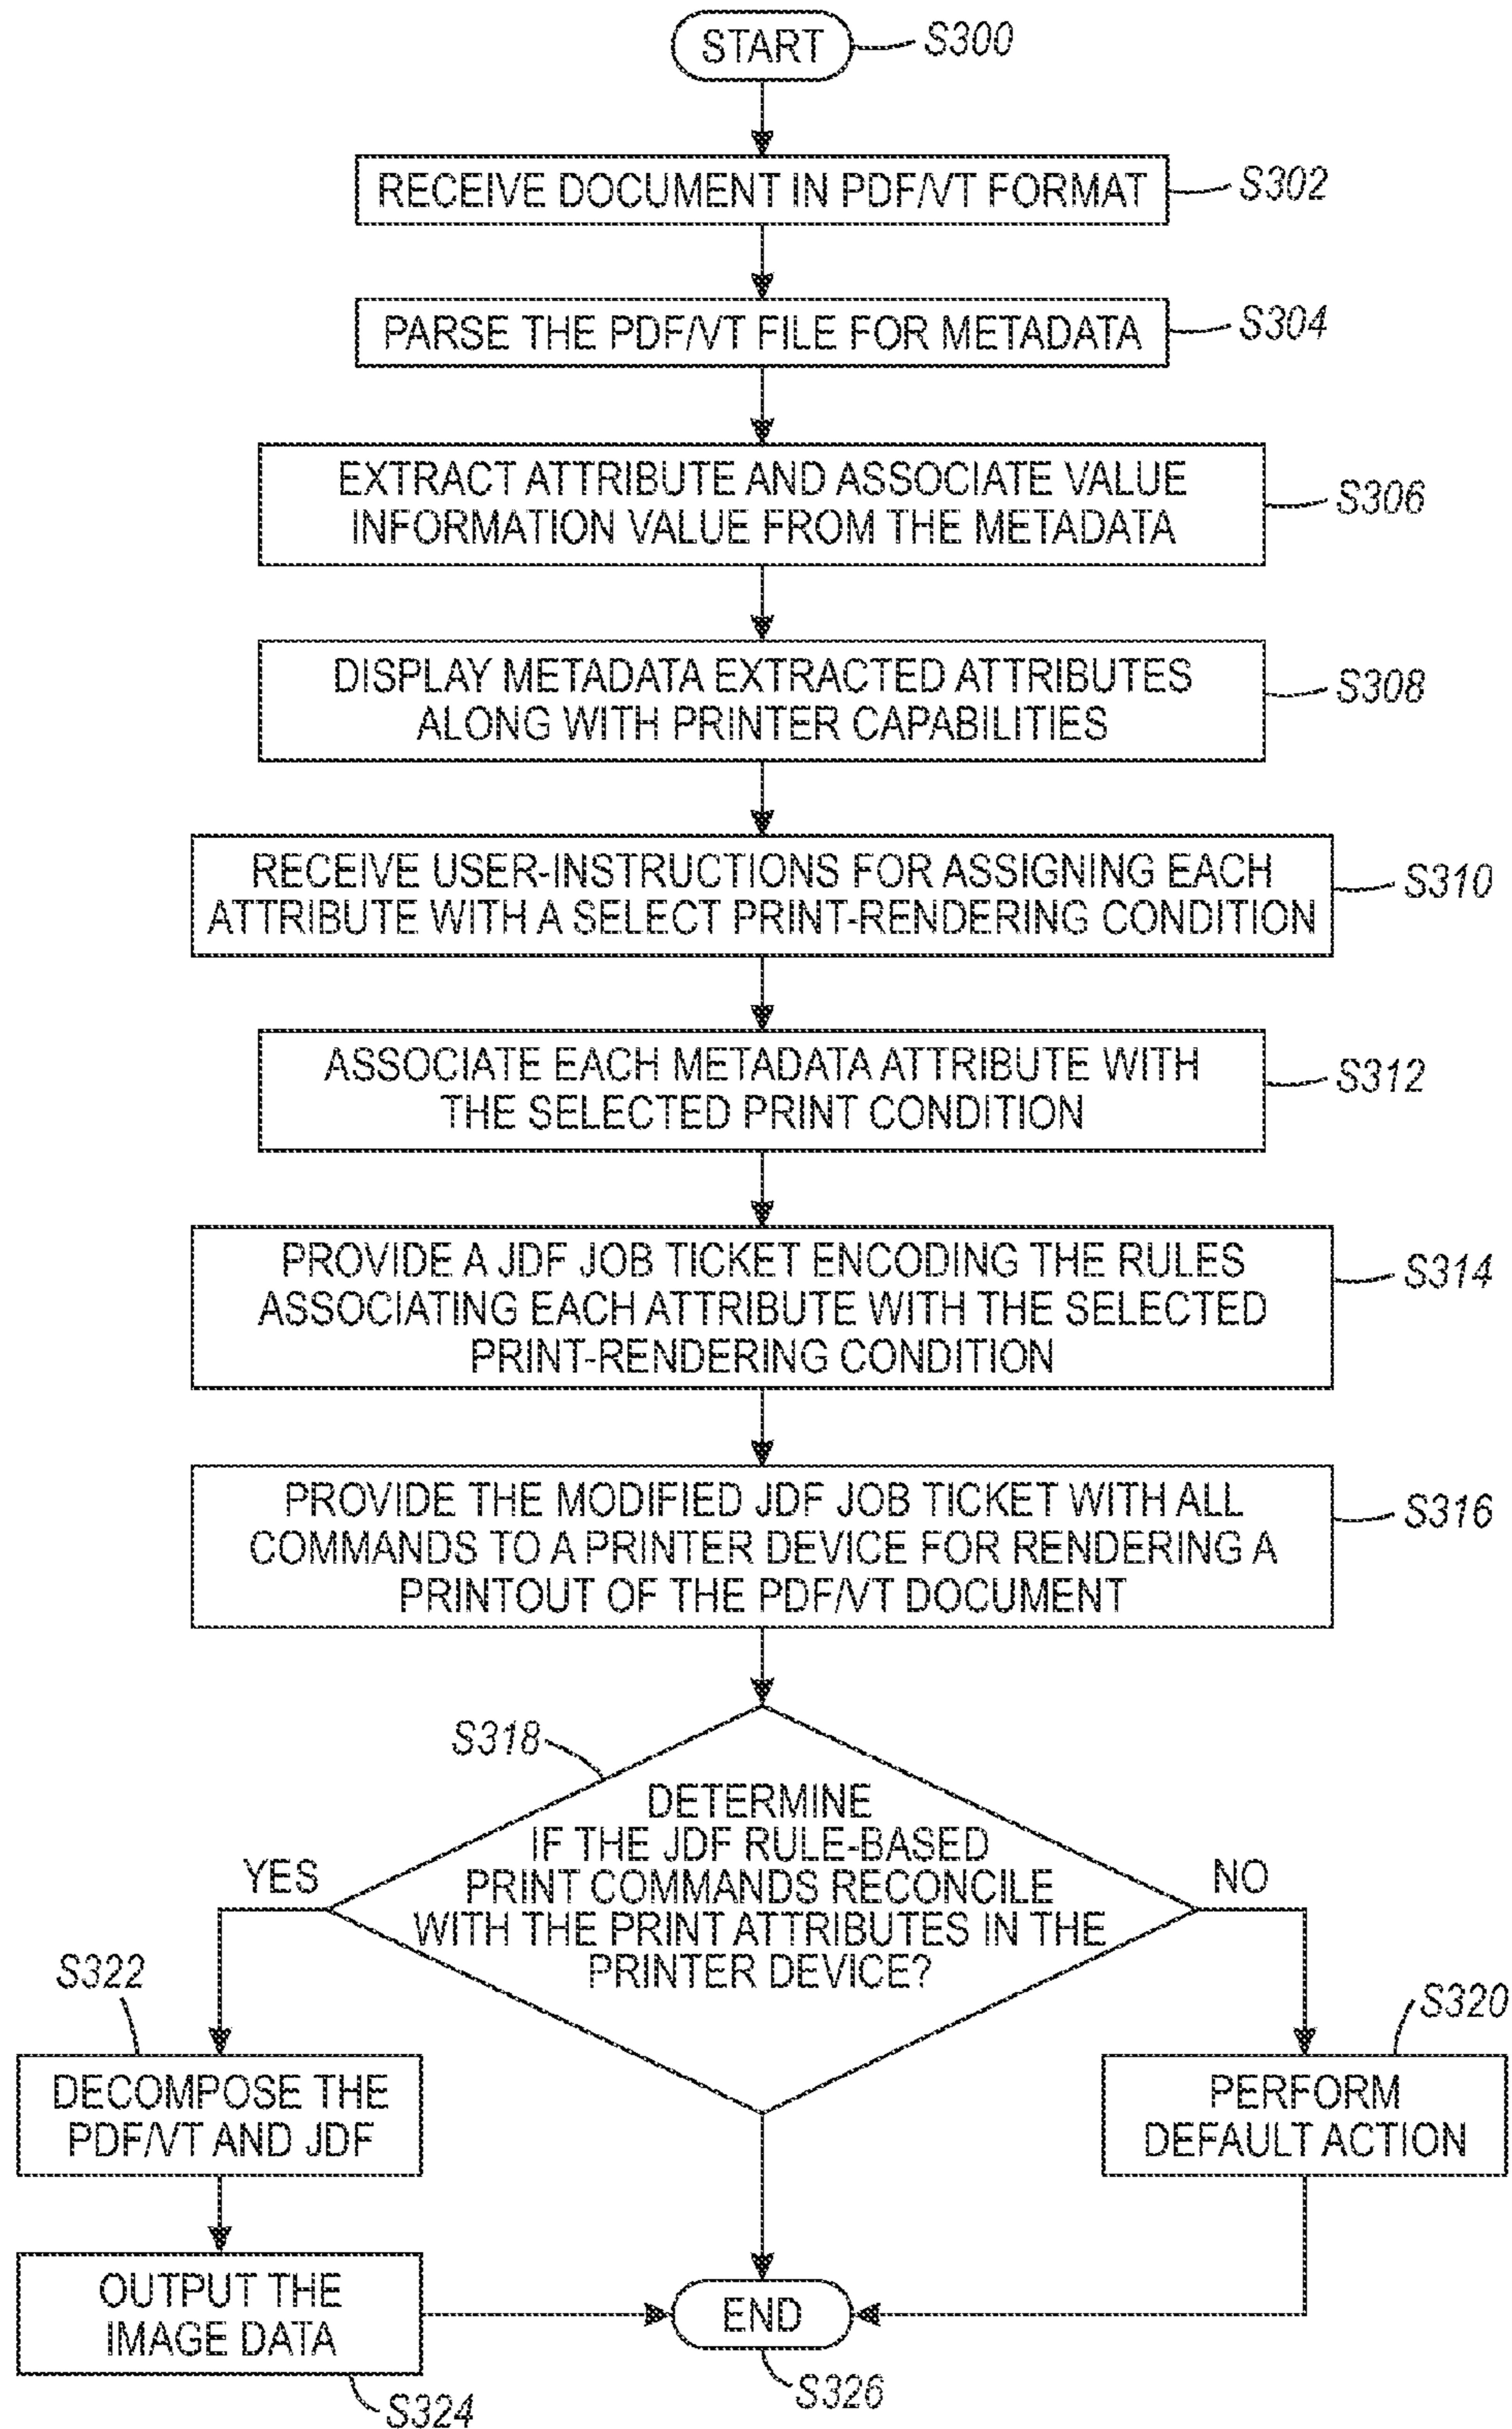 START
S300
RECEIVE DOCUMENT IN PDF/VT FORMAT
S302
PARSE THE PDF/VT FILE FOR METADATA
S304
EXTRACT ATTRIBUTE AND ASSOCIATE VALUE
INFORMATION VALUE FROM THE METADATA
S306
DISPLAY METADATA EXTRACTED ATTRIBUTES
ALONG WITH PRINTER CAPABILITIES
S308
RECEIVE USER-INSTRUCTIONS FOR ASSIGNING EACH
ATTRIBUTE WITH A SELECT PRINT-RENDERING CONDITION
S310
ASSOCIATE EACH METADATA ATTRIBUTE WITH
THE SELECTED PRINT CONDITION
S312
PROVIDE A JDF JOB TICKET ENCODING THE RULES
ASSOCIATING EACH ATTRIBUTE WITH THE SELECTED
PRINT-RENDERING CONDITION
S314
PROVIDE THE MODIFIED JDF JOB TICKET WITH ALL
COMMANDS TO A PRINTER DEVICE FOR RENDERING A
PRINTOUT OF THE PDF/VT DOCUMENT
S316
S318
DETERMINE
IF THE JDF RULE-BASED
PRINT COMMANDS RECONCILE
WITH THE PRINT ATTRIBUTES IN THE
PRINTER DEVICE?
YES
NO
S322
DECOMPOSE THE
PDF/VT AND JDF
S320
PERFORM
DEFAULT ACTION
OUTPUT THE
IMAGE DATA
S324
END
S326